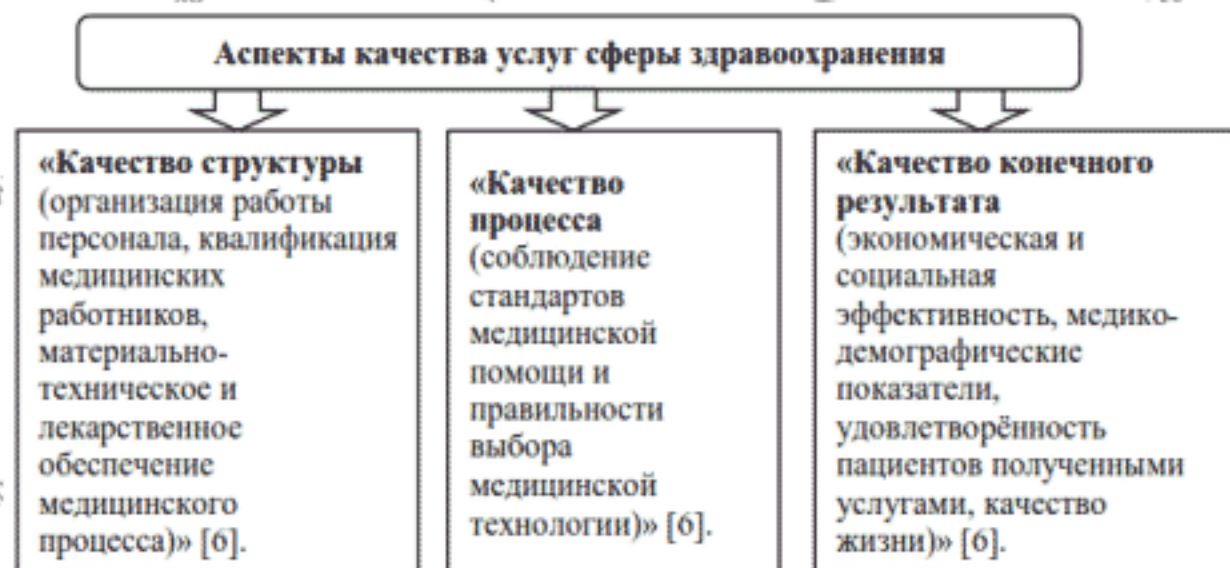 Аспекты качества услуг сферы здравоохранения
«Качество структуры
(организация работы
персонала, квалификация
медицинских
работников,
материально-
техническое и
лекарственное
обеспечение
медицинского
процесса)» [6].
«Качество
процесса
(соблюдение
стандартов
медицинской
помощи и
правильности
выбора
медицинской
технологии)» [6].
«Качество конечного
результата
(экономическая и
социальная
эффективность, медико-
демографические
показатели,
удовлетворённость
пациентов полученными
услугами, качество
жизни)» [6].